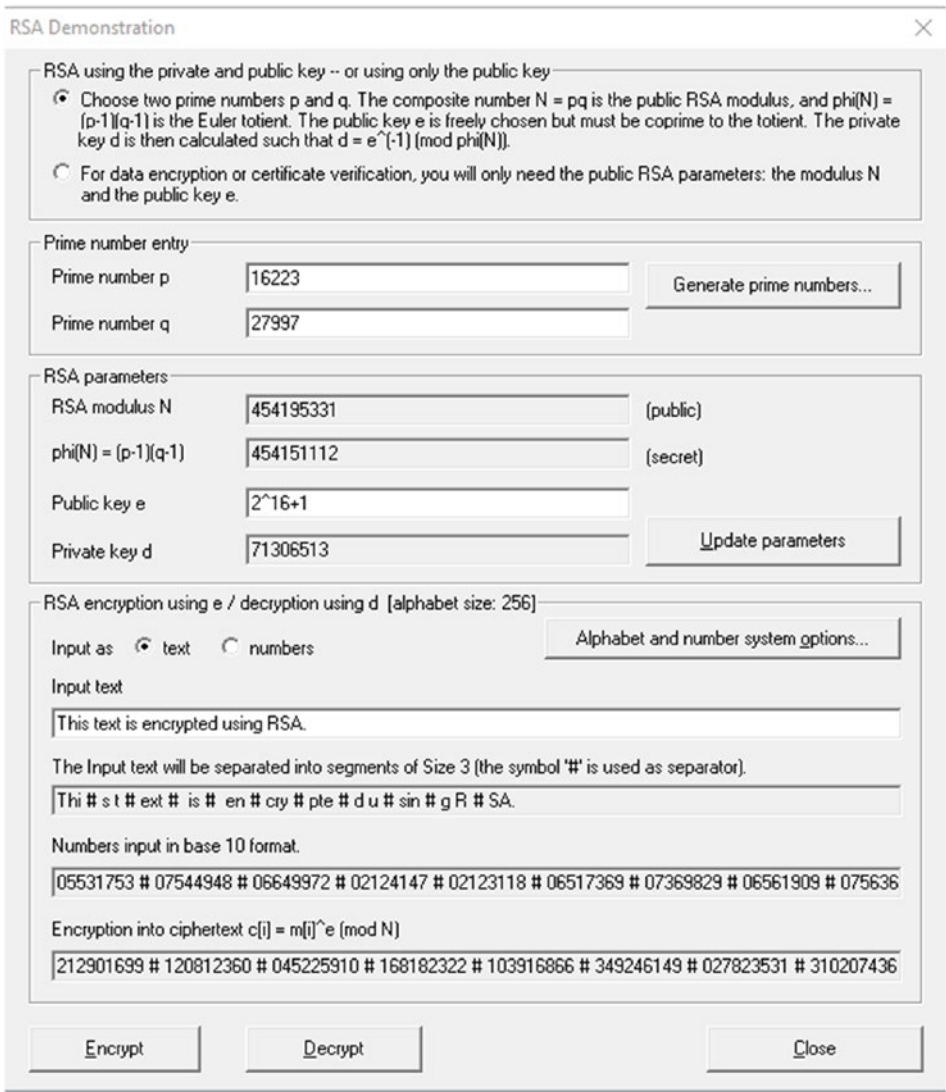 RSA Demonstration
RSA using the private and public key -- or using only the public key
Choose two prime numbers p and q. The composite number N = pq is the public RSA modulus, and phi(N) =
(p-1)(q-1) is the Euler totient. The public key e is freely chosen but must be coprime to the totient. The private
key d is then calculated such that d = e^(-1) (mod phi(N)).
For data encryption or certificate verification, you will only need the public RSA parameters: the modulus N
and the public key e.
Prime number entry
Prime number p 16223 Generate prime numbers...
Prime number q 27997
RSA parameters
RSA modulus N 454195331 (public)
phi(N) = (p-1)(q-1) 454151112 (secret)
Public key e 2^16+1
Private key d 71306513 Update parameters
RSA encryption using e / decryption using d [alphabet size: 256]
Input as text numbers Alphabet and number system options...
Input text
This text is encrypted using RSA.
The Input text will be separated into segments of Size 3 (the symbol '#' is used as separator).
Thi # s t # ext #  is #  en # cry # pte # d u # sin # g R # SA.
Numbers input in base 10 format.
05531753 # 07544948 # 06649972 # 02124147 # 02123118 # 06517369 # 07369829 # 06561909 # 075636
Encryption into ciphertext c[i] = m[i]^e (mod N)
212901699 # 120812360 # 045225910 # 168182322 # 103916866 # 349246149 # 027823531 # 310207436
Encrypt Decrypt Close